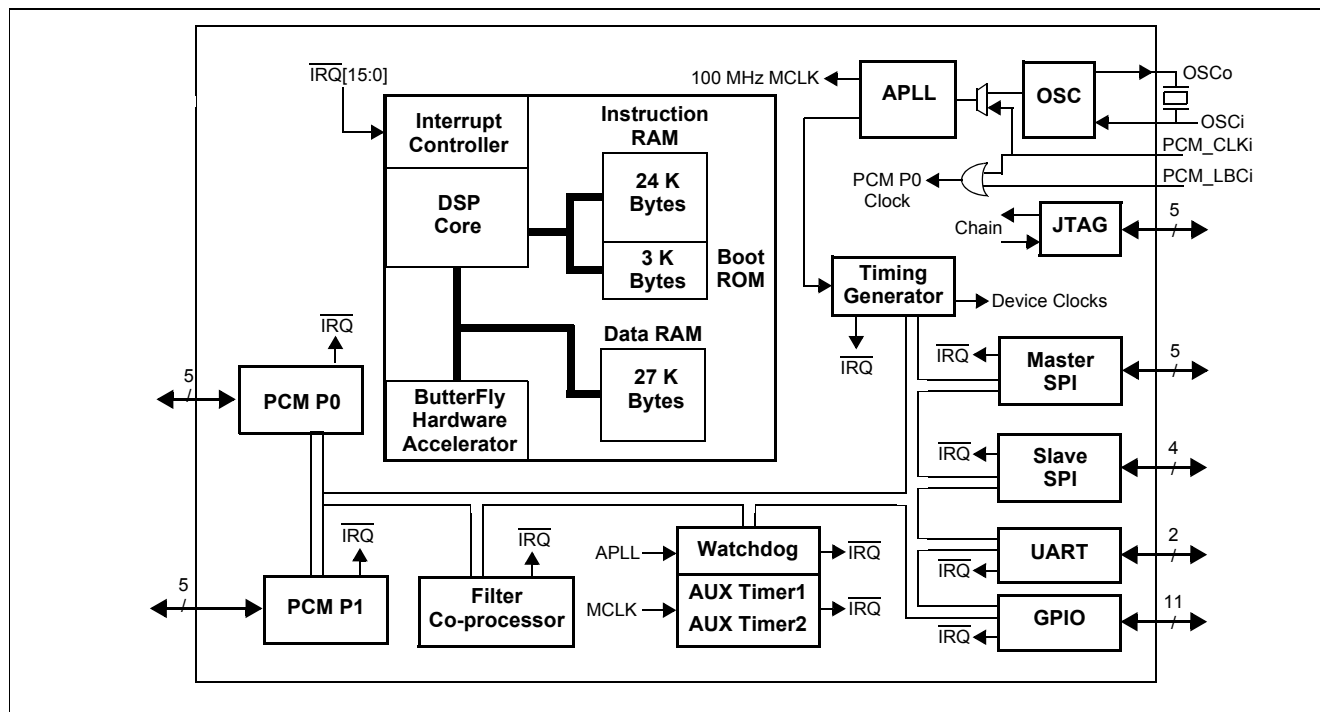 IRQ[15:0]
Interrupt
Controller
DSP
Core
ButterFly
Hardware
Accelerator
Instruction
RAM
24 K
Bytes
3 K
Bytes
Boot
ROM
Data RAM
27 K
Bytes
100 MHz MCLK
APLL
OSC
OSCo
OSCi
PCM_CLKi
PCM_LBCi
PCM P0
Clock
Chain
JTAG
5
Timing
Generator
Device Clocks
IRQ
IRQ
Master
SPI
5
IRQ
Slave
SPI
4
IRQ
UART
2
IRQ
GPIO
11
IRQ
5
PCM P0
IRQ
5
PCM P1
IRQ
Filter
Co-processor
APLL
Watchdog
IRQ
MCLK
AUX Timer1
AUX Timer2
IRQ